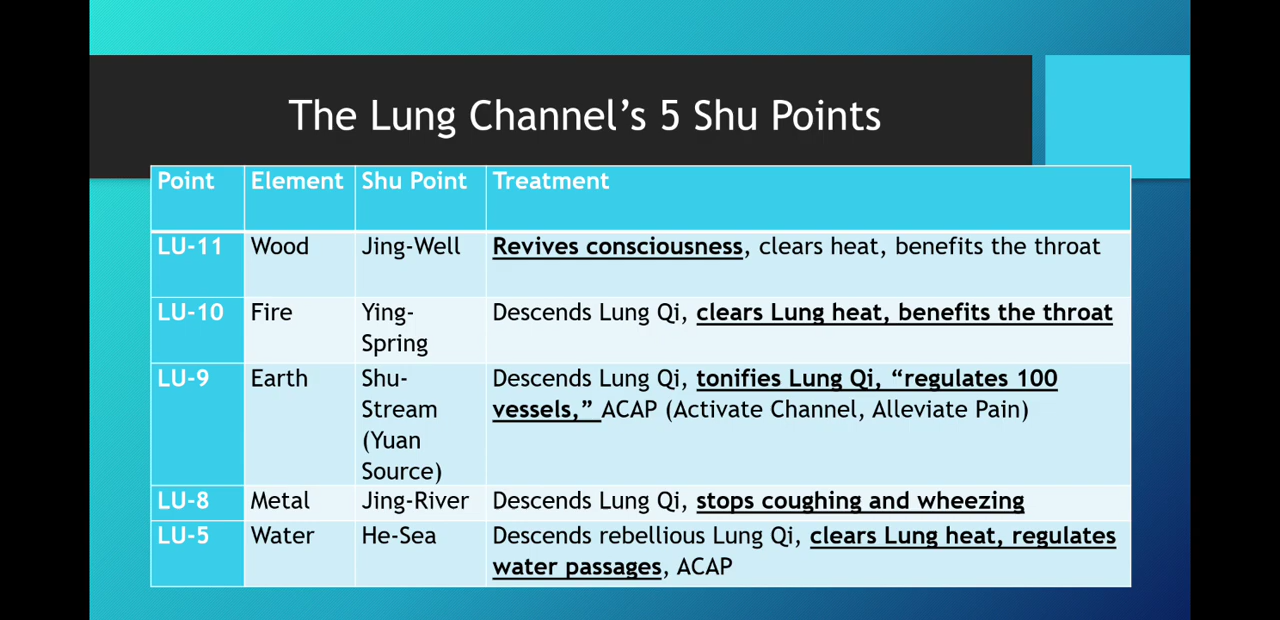 The Lung Channel’s 5 Shu Points
Point Element Shu Point Treatment
LU-11 Wood Jing-Well Revives consciousness, clears heat, benefits the throat
LU-10 Fire Ying- Descends Lung Qi, clears Lung heat, benefits the throat
Spring
LU-9 Earth Shu- Descends Lung Qi, tonifies Lung Qi, “regulates 100
Stream vessels,” ACAP (Activate Channel, Alleviate Pain)
(Yuan
Source)
LU-8 Metal Jing-River Descends Lung Qi, stops coughing and wheezing
LU-5 Water He-Sea Descends rebellious Lung Qi, clears Lung heat, regulates
water passages, ACAP